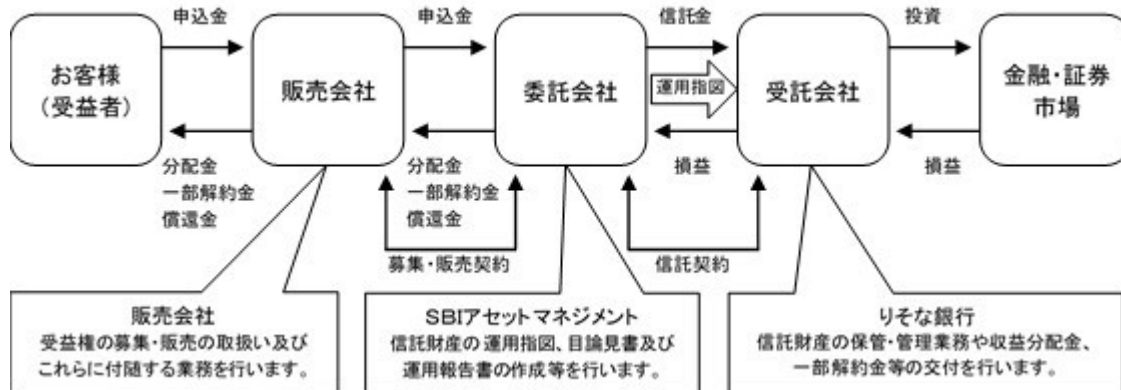 申込金
申込金
信託金
投資
お客様
(受益者)
販売会社
委託会社
運用指図
受託会社
金融・証券
市場
分配金
一部解約金
償還金
分配金
一部解約金
償還金
損益
損益
募集・販売契約
信託契約
販売会社
受益権の募集・販売の取扱い及び
これらに付随する業務を行います。
SBIアセットマネジメント
信託財産の運用指図、目論見書及び
運用報告書の作成等を行います。
りそな銀行
信託財産の保管・管理業務や収益分配金、
一部解約金等の交付を行います。